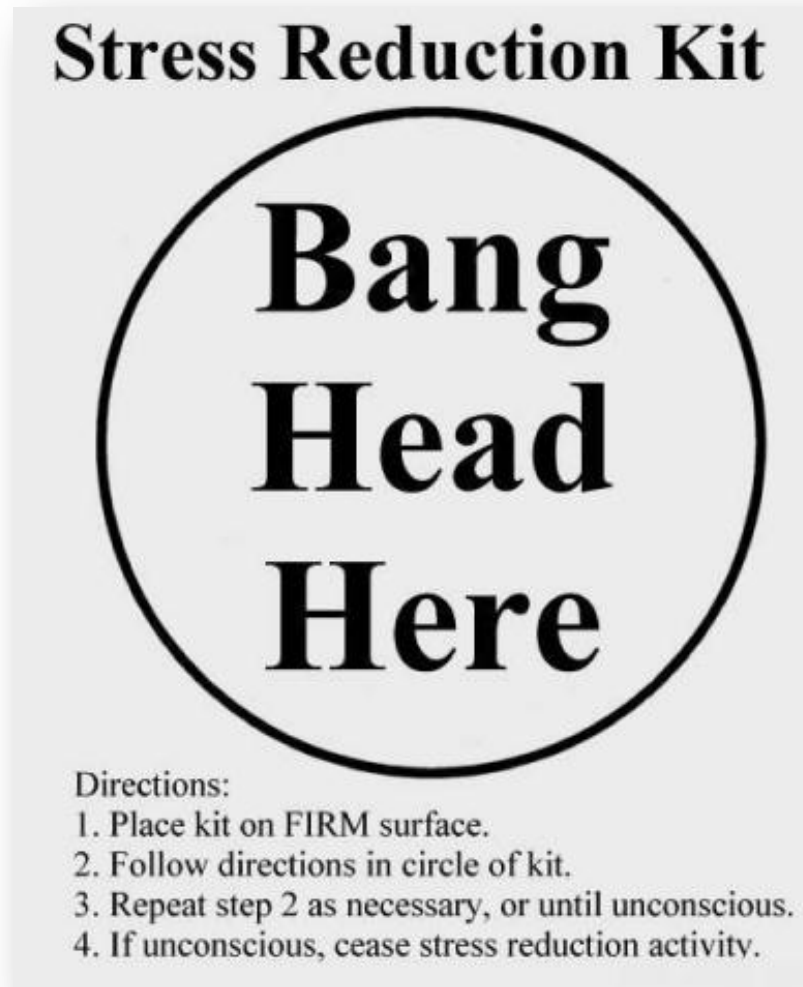 Stress Reduction Kit
Bang
Head
Here
Directions:
1. Place kit on FIRM surface.
2. Follow directions in circle of kit.
3. Repeat step 2 as necessary, or until unconscious.
4. If unconscious, cease stress reduction activity.